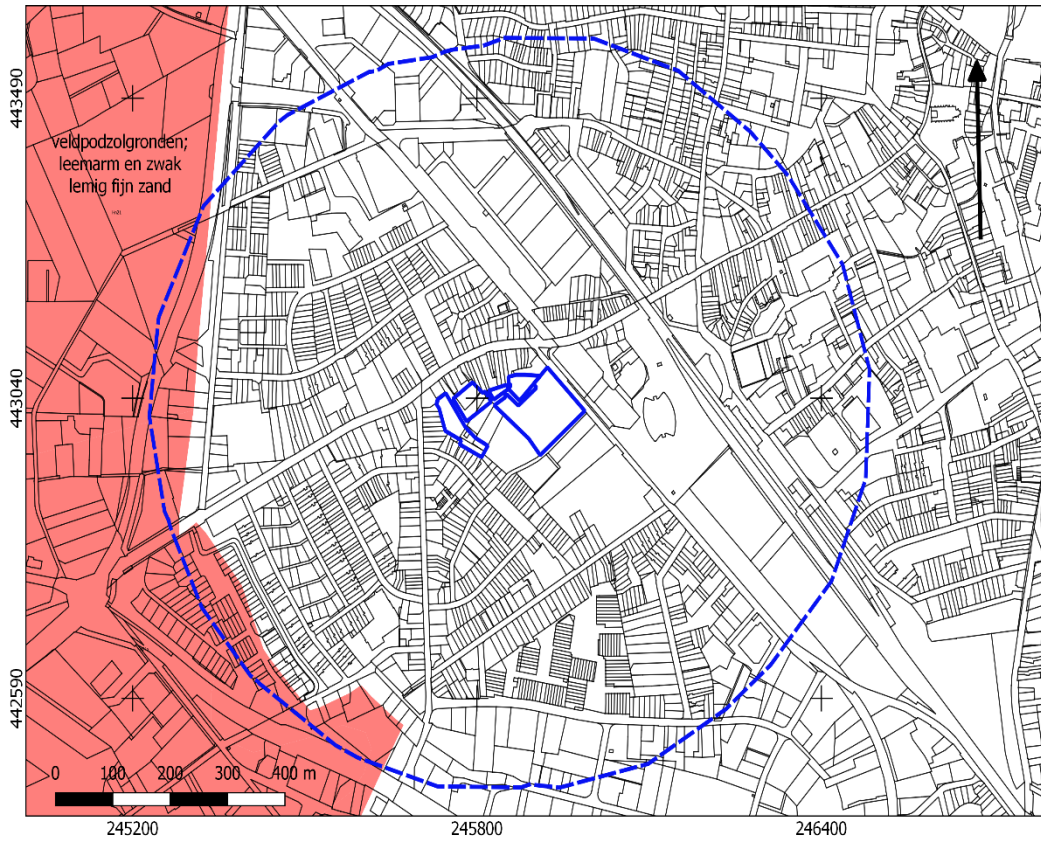 443490
veldpodzolgronden;
leemarm en zwak
lemig fijn zand
443040
442590
0 100 200 300 400 m
245200 245800 246400